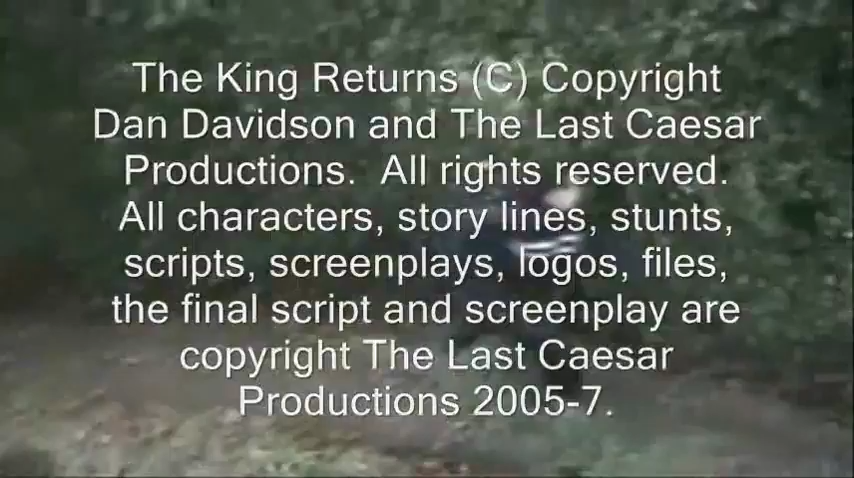 The King Returns (C) Copyright
Dan Davidson and The Last Caesar
Productions.  All rights reserved.
All characters, story lines, stunts,
scripts, screenplays, logos, files,
the final script and screenplay are
copyright The Last Caesar
Productions 2005-7.